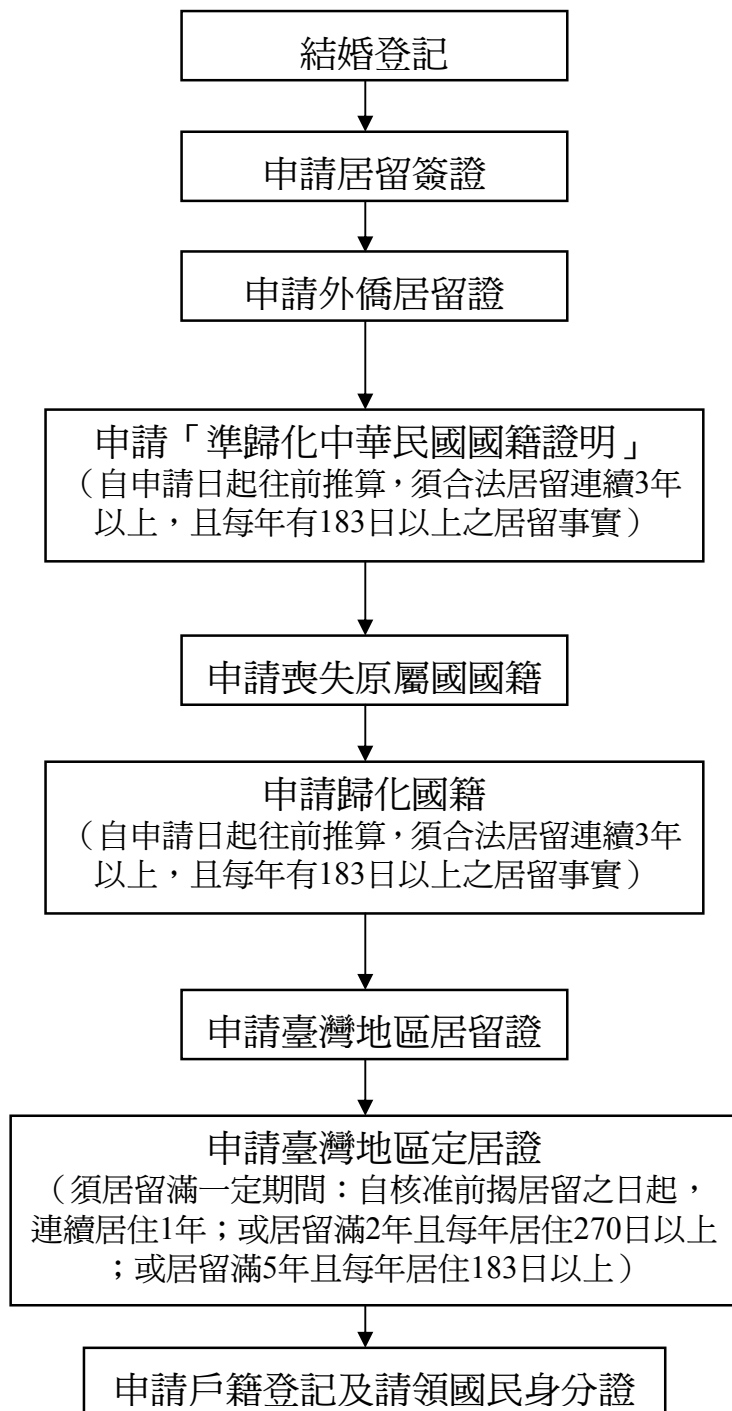 結婚登記
申請居留簽證
申請外僑居留證
申請「準歸化中華民國國籍證明」
（自申請日起往前推算，須合法居留連續3年
以上，且每年有183日以上之居留事實）
申請喪失原屬國國籍
申請歸化國籍
（自申請日起往前推算，須合法居留連續3年
以上，且每年有183日以上之居留事實）
申請臺灣地區居留證
申請臺灣地區定居證
（須居留滿一定期間：自核准前揭居留之日起，
連續居住1年；或居留滿2年且每年居住270日以上
；或居留滿5年且每年居住183日以上）
申請戶籍登記及請領國民身分證